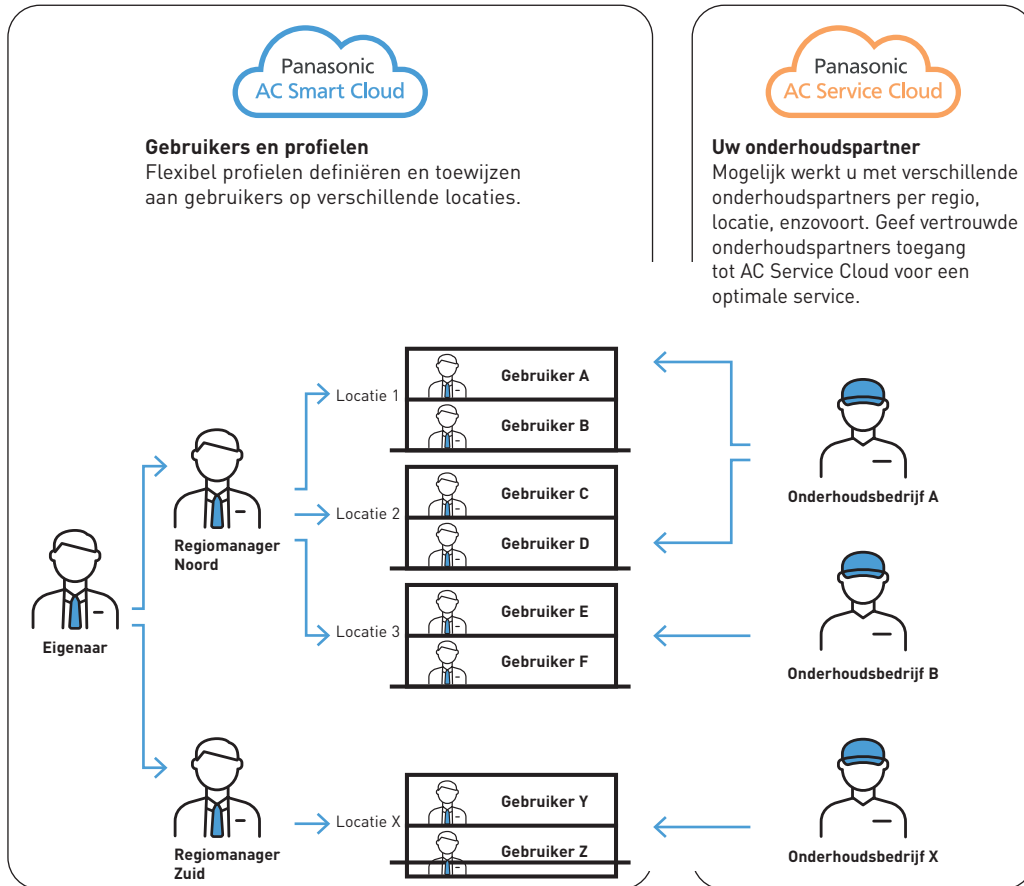 Panasonic
AC Smart Cloud
Gebruikers en profielen
Flexibel profielen definiëren en toewijzen
aan gebruikers op verschillende locaties.
Panasonic
AC Service Cloud
Uw onderhoudspartner
Mogelijk werkt u met verschillende
onderhoudspartners per regio,
locatie, enzovoort. Geef vertrouwde
onderhoudspartners toegang
tot AC Service Cloud voor een
optimale service.
Eigenaar
Regiomanager
Noord
Locatie 1
Gebruiker A
Gebruiker B
Locatie 2
Gebruiker C
Gebruiker D
Locatie 3
Gebruiker E
Gebruiker F
Regiomanager
Zuid
Locatie X
Gebruiker Y
Gebruiker Z
Onderhoudsbedrijf A
Onderhoudsbedrijf B
Onderhoudsbedrijf X